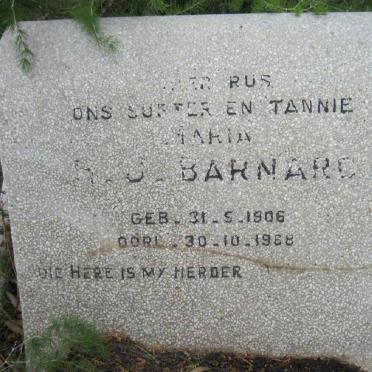 HIER RUS
ONS SUSTER EN TANNIE
MARIA
J. BARNARD
GEB. 31-5-1906
OORL. 30-10-1988
DIE HERE IS MY HERDER